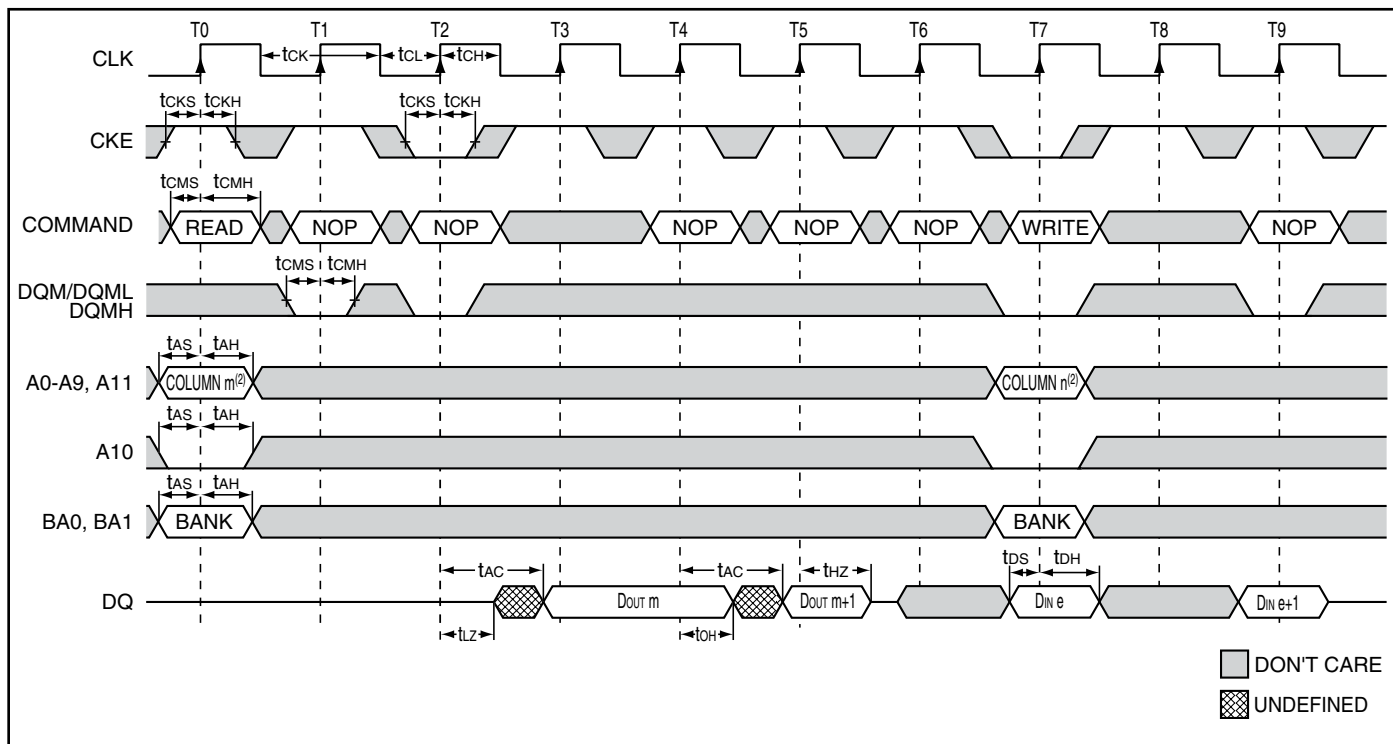 T0 T1 T2 T3 T4 T5 T6 T7 T8 T9
CLK tCK tCL tCH
tCKS tCKH tCKS tCKH
CKE
tCMS tCMH
COMMAND READ NOP NOP NOP NOP NOP WRITE NOP
tCMS tCMH
DQM/DQML
DQMH
tAS tAH
A0-A9, A11 COLUMN m(2) COLUMN n(2)
tAS tAH
A10
tAS tAH
BA0, BA1 BANK BANK
tAC tAC tHZ tDS tDH
DQ DOUT m DOUT m+1 DIN e DIN e+1
tLZ tOH
DON'T CARE
UNDEFINED